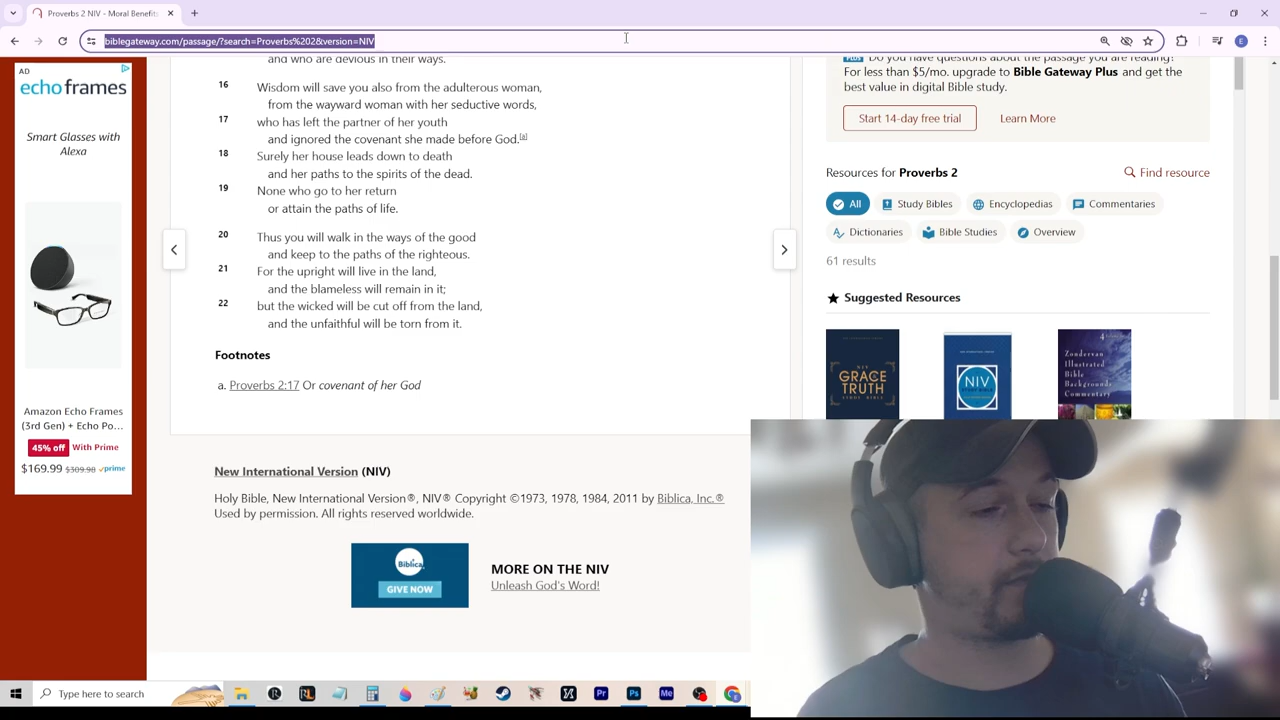 Proverbs 2 NIV - Moral Benefits
biblegateway.com/passage/?search=Proverbs%202&version=NIV
E
AD
echo frames
Smart Glasses with
Alexa
Amazon Echo Frames
(3rd Gen) + Echo Po...
45% off With Prime
$169.99 $309.98 prime
and who are devious in their ways.
16 Wisdom will save you also from the adulterous woman,
from the wayward woman with her seductive words,
17 who has left the partner of her youth
and ignored the covenant she made before God.[a]
18 Surely her house leads down to death
and her paths to the spirits of the dead.
19 None who go to her return
or attain the paths of life.
20 Thus you will walk in the ways of the good
and keep to the paths of the righteous.
21 For the upright will live in the land,
and the blameless will remain in it;
22 but the wicked will be cut off from the land,
and the unfaithful will be torn from it.
Footnotes
a. Proverbs 2:17 Or covenant of her God
New International Version (NIV)
Holy Bible, New International Version®, NIV® Copyright ©1973, 1978, 1984, 2011 by Biblica, Inc.®
Used by permission. All rights reserved worldwide.
Biblica
GIVE NOW
MORE ON THE NIV
Unleash God's Word!
PLUS Do you have questions about the passage you are reading?
For less than $5/mo. upgrade to Bible Gateway Plus and get the
best value in digital Bible study.
Start 14-day free trial Learn More
Resources for Proverbs 2 Find resource
All Study Bibles Encyclopedias Commentaries
Dictionaries Bible Studies Overview
61 results
Suggested Resources
NIV
GRACE
TRUTH
STUDY BIBLE
NIV
Zondervan
Illustrated
Bible
Backgrounds
Commentary
Type here to search
Pr
Ps
Me